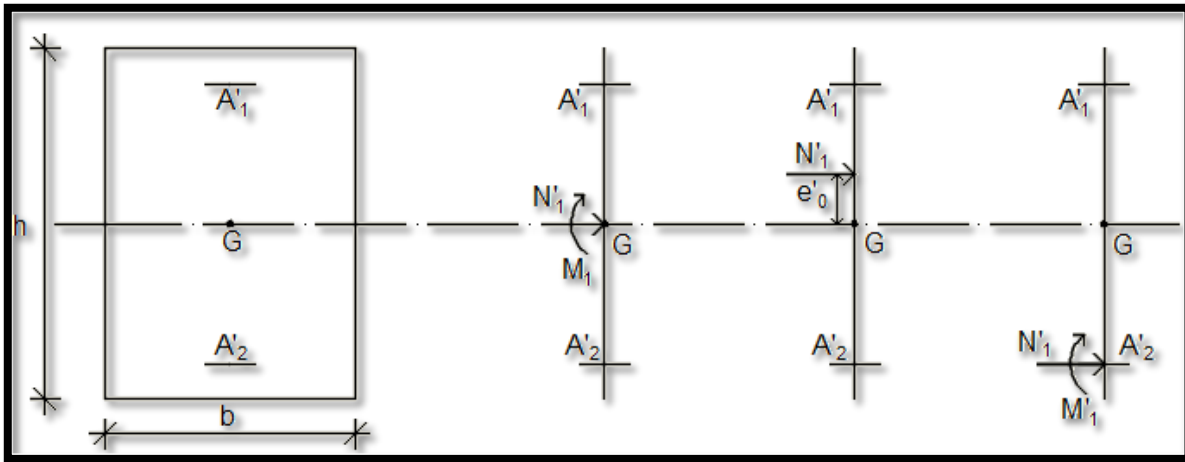 A'₁ A'₁ A'₁ A'₁
N'₁
e'₀
N'₁
h G G G G
M₁
A'₂ A'₂ A'₂ N'₁ A'₂
M'₁
b